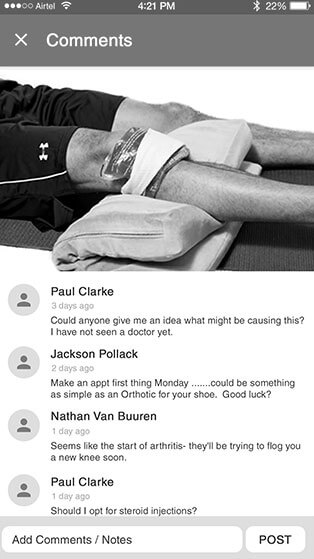 Airtel 4:21 PM 22%
Comments
Paul Clarke
3 days ago
Could anyone give me an idea what might be causing this?
I have not seen a doctor yet.
Jackson Pollack
2 days ago
Make an appt first thing Monday .......could be something
as simple as an Orthotic for your shoe.  Good luck?
Nathan Van Buuren
1 day ago
Seems like the start of arthritis- they'll be trying to flog you
a new knee soon.
Paul Clarke
1 day ago
Should I opt for steroid injections?
Add Comments / Notes POST